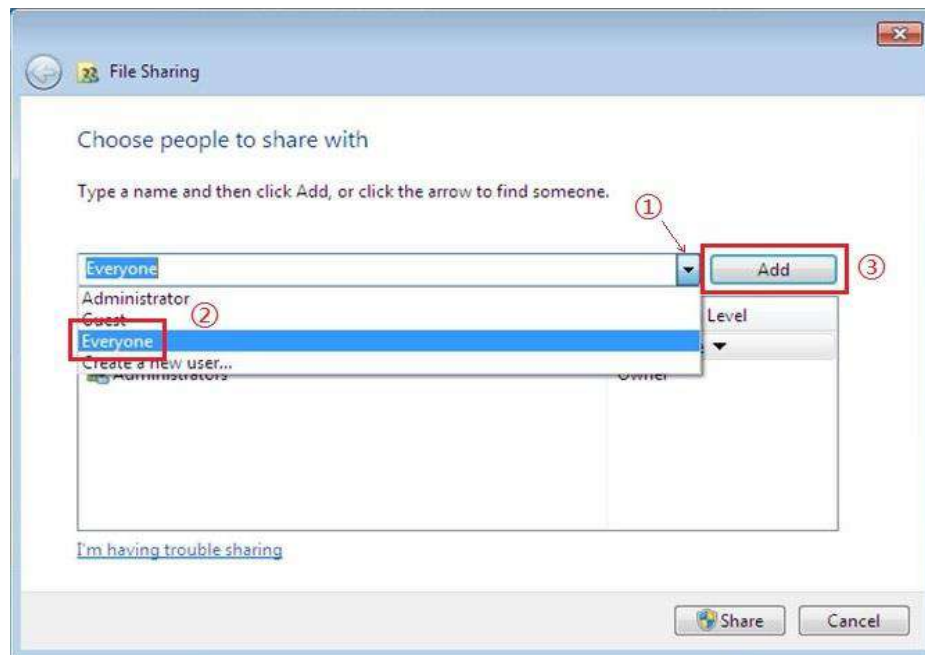 File Sharing
Choose people to share with
Type a name and then click Add, or click the arrow to find someone.
①
Everyone
Add
③
Administrator
Guest
②
Level
Everyone
Create a new user...
Administrators
Owner
I'm having trouble sharing
Share
Cancel